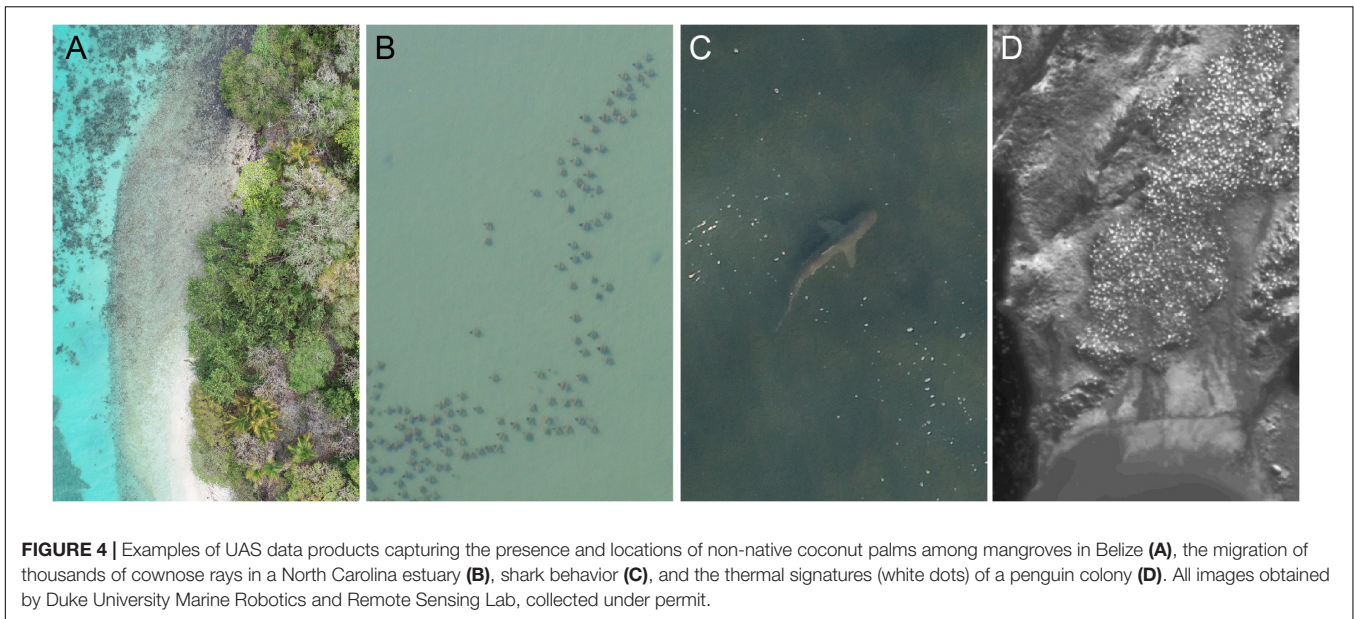 A
B
C
D
FIGURE 4 | Examples of UAS data products capturing the presence and locations of non-native coconut palms among mangroves in Belize (A), the migration of
thousands of cownose rays in a North Carolina estuary (B), shark behavior (C), and the thermal signatures (white dots) of a penguin colony (D). All images obtained
by Duke University Marine Robotics and Remote Sensing Lab, collected under permit.